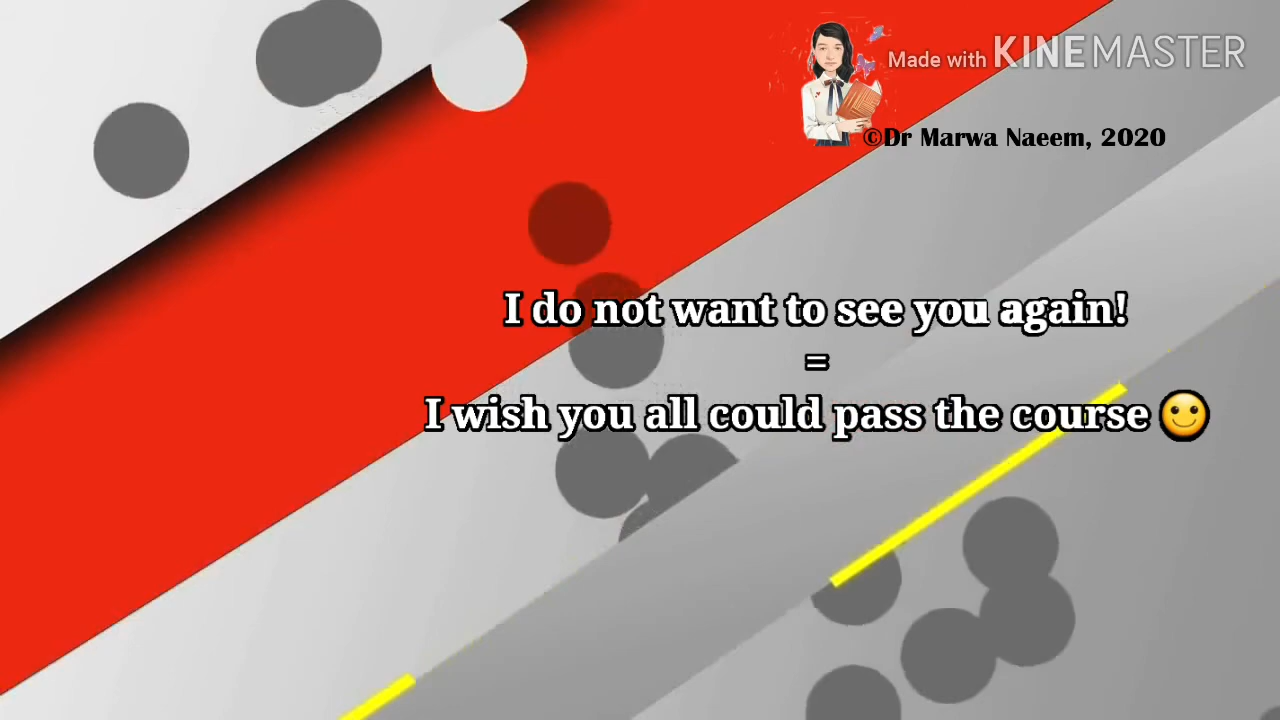 Made with KINEMASTER
©Dr Marwa Naeem, 2020
I do not want to see you again!
=
I wish you all could pass the course 🙂